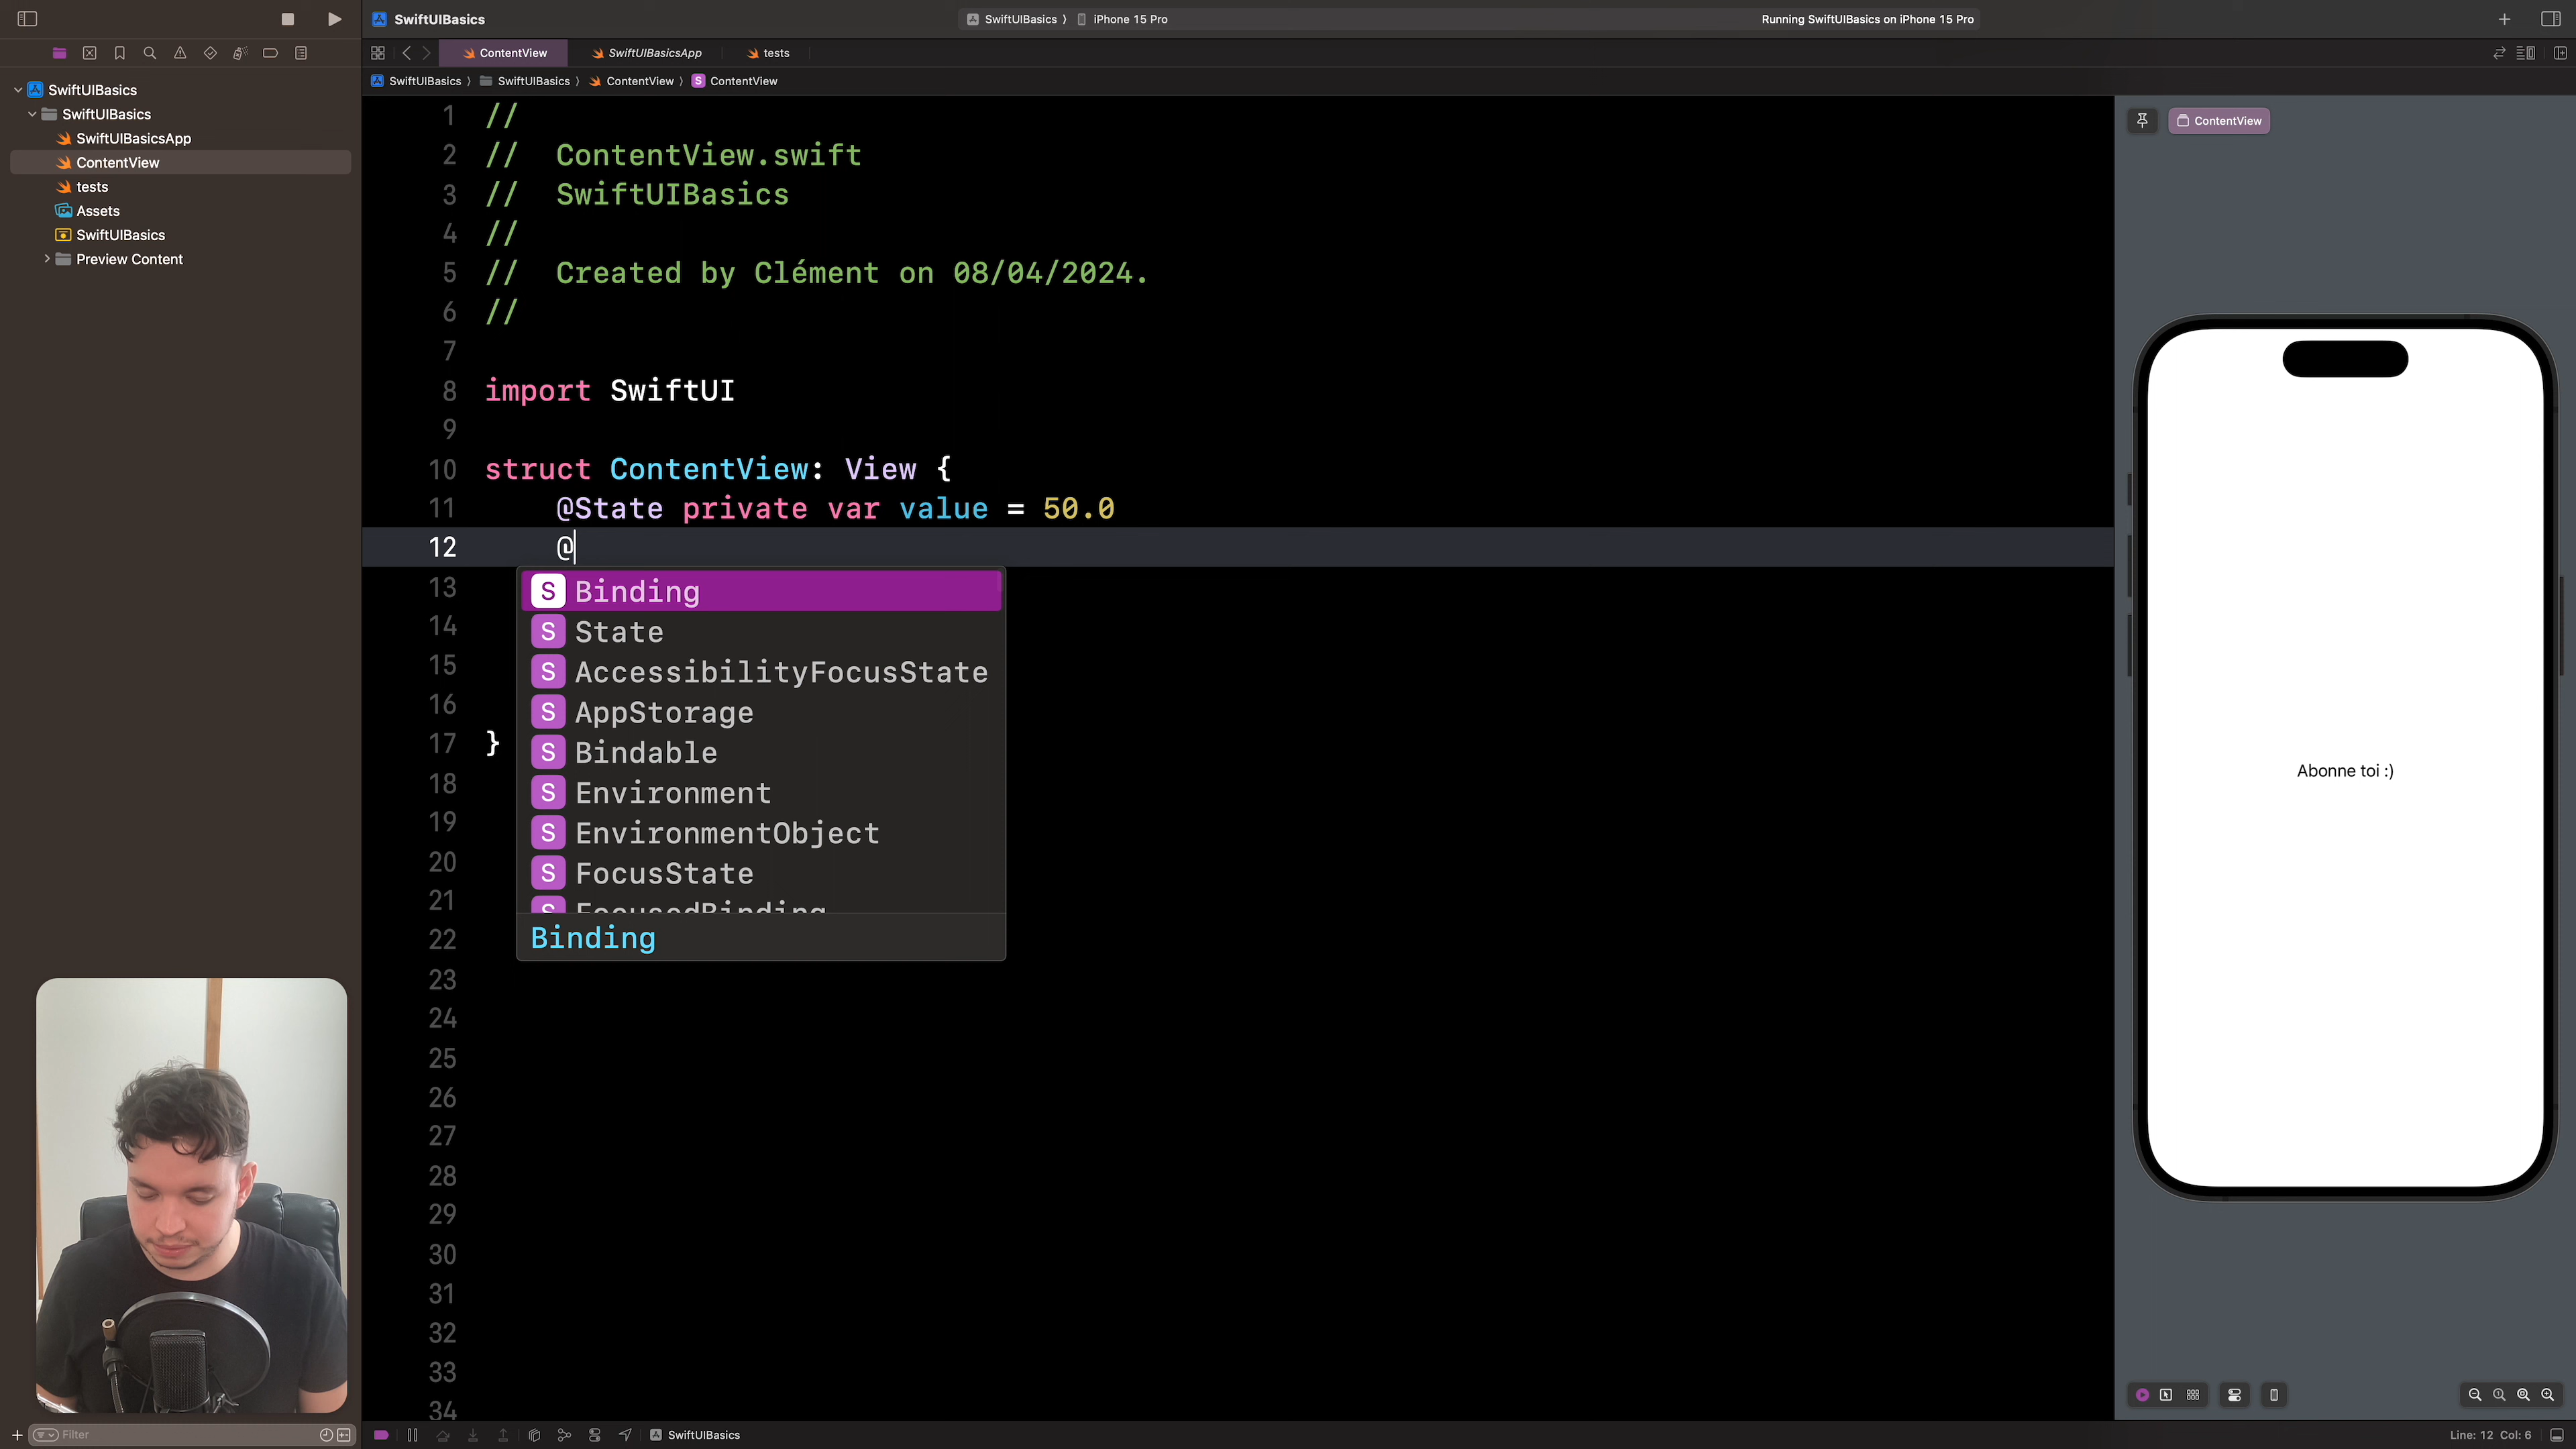 SwiftUIBasics
SwiftUIBasics 〉 iPhone 15 Pro
Running SwiftUIBasics on iPhone 15 Pro
ContentView
SwiftUIBasicsApp
tests
SwiftUIBasics 〉 SwiftUIBasics 〉 ContentView 〉 S ContentView
SwiftUIBasics
SwiftUIBasics
SwiftUIBasicsApp
ContentView
tests
Assets
SwiftUIBasics
Preview Content
Filter
1 //
2 //  ContentView.swift
3 //  SwiftUIBasics
4 //
5 //  Created by Clément on 08/04/2024.
6 //
7
8 import SwiftUI
9
10 struct ContentView: View {
11     @State private var value = 50.0
12     @
13
14
15
16
17 }
18
19
20
21
22
23
24
25
26
27
28
29
30
31
32
33
34
S Binding
S State
S AccessibilityFocusState
S AppStorage
S Bindable
S Environment
S EnvironmentObject
S FocusState
S FocusedBinding
Binding
ContentView
Abonne toi :)
SwiftUIBasics
Line: 12 Col: 6